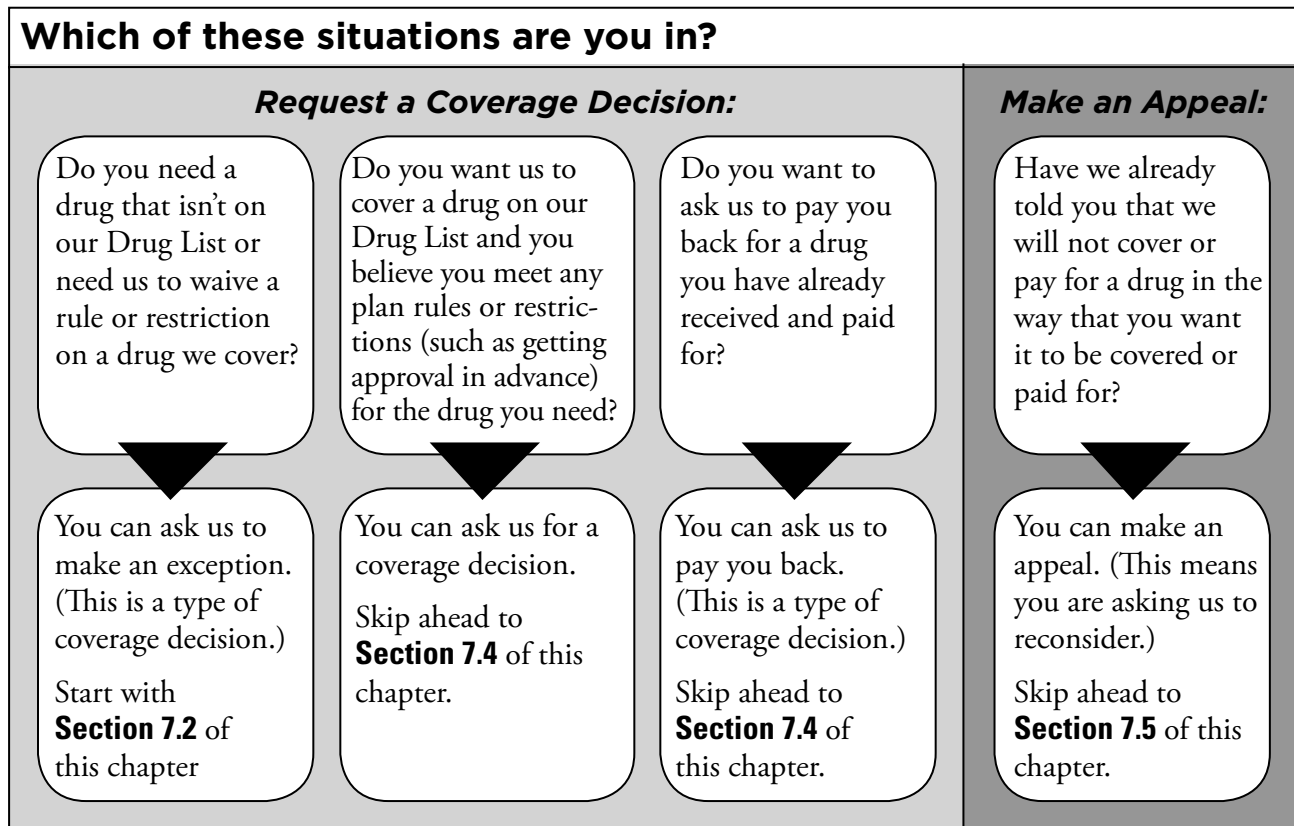 Which of these situations are you in?
Request a Coverage Decision:
Do you need a
drug that isn’t on
our Drug List or
need us to waive a
rule or restriction
on a drug we cover?
You can ask us to
make an exception.
(This is a type of
coverage decision.)
Start with
Section 7.2 of
this chapter
Do you want us to
cover a drug on our
Drug List and you
believe you meet any
plan rules or restric-
tions (such as getting
approval in advance)
for the drug you need?
You can ask us for a
coverage decision.
Skip ahead to
Section 7.4 of this
chapter.
Do you want to
ask us to pay you
back for a drug
you have already
received and paid
for?
You can ask us to
pay you back.
(This is a type of
coverage decision.)
Skip ahead to
Section 7.4 of
this chapter.
Make an Appeal:
Have we already
told you that we
will not cover or
pay for a drug in the
way that you want
it to be covered or
paid for?
You can make an
appeal. (This means
you are asking us to
reconsider.)
Skip ahead to
Section 7.5 of this
chapter.